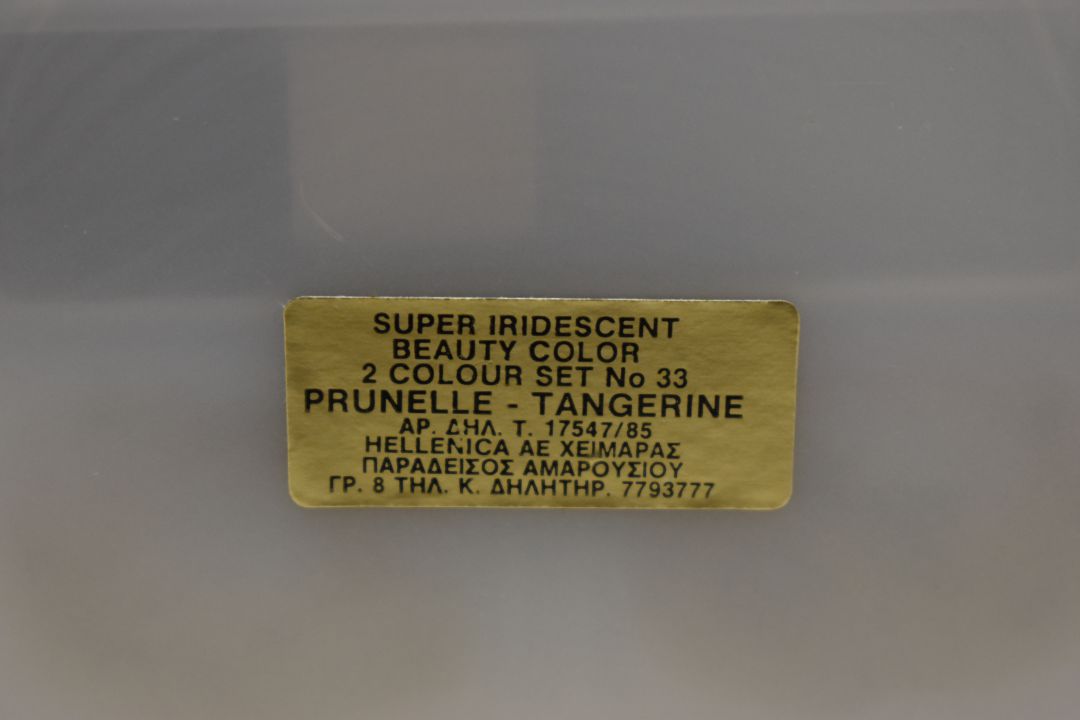 SUPER IRIDESCENT
BEAUTY COLOR
2 COLOUR SET No 33
PRUNELLE - TANGERINE
ΑΡ. ΔΗΛ. Τ. 17547/85
HELLENICA ΑΕ ΧΕΙΜΑΡΑΣ
ΠΑΡΑΔΕΙΣΟΣ ΑΜΑΡΟΥΣΙΟΥ
ΓΡ. 8 ΤΗΛ. Κ. ΔΗΛΗΤΗΡ. 7793777